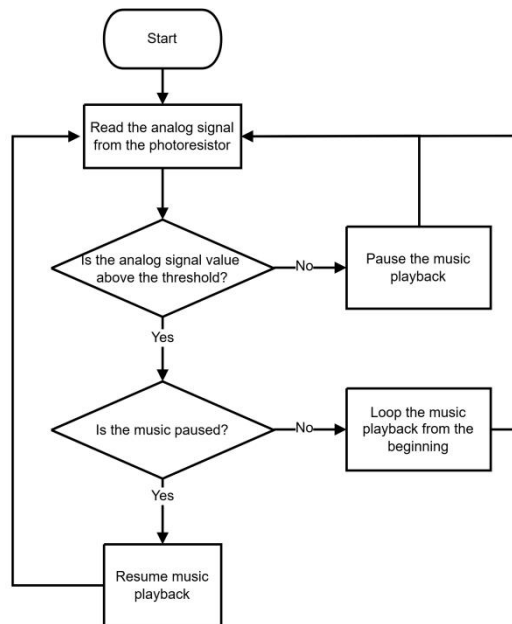 Start
Read the analog signal
from the photoresistor
Is the analog signal value
above the threshold?
No
Pause the music
playback
Yes
Is the music paused?
No
Loop the music
playback from the
beginning
Yes
Resume music
playback